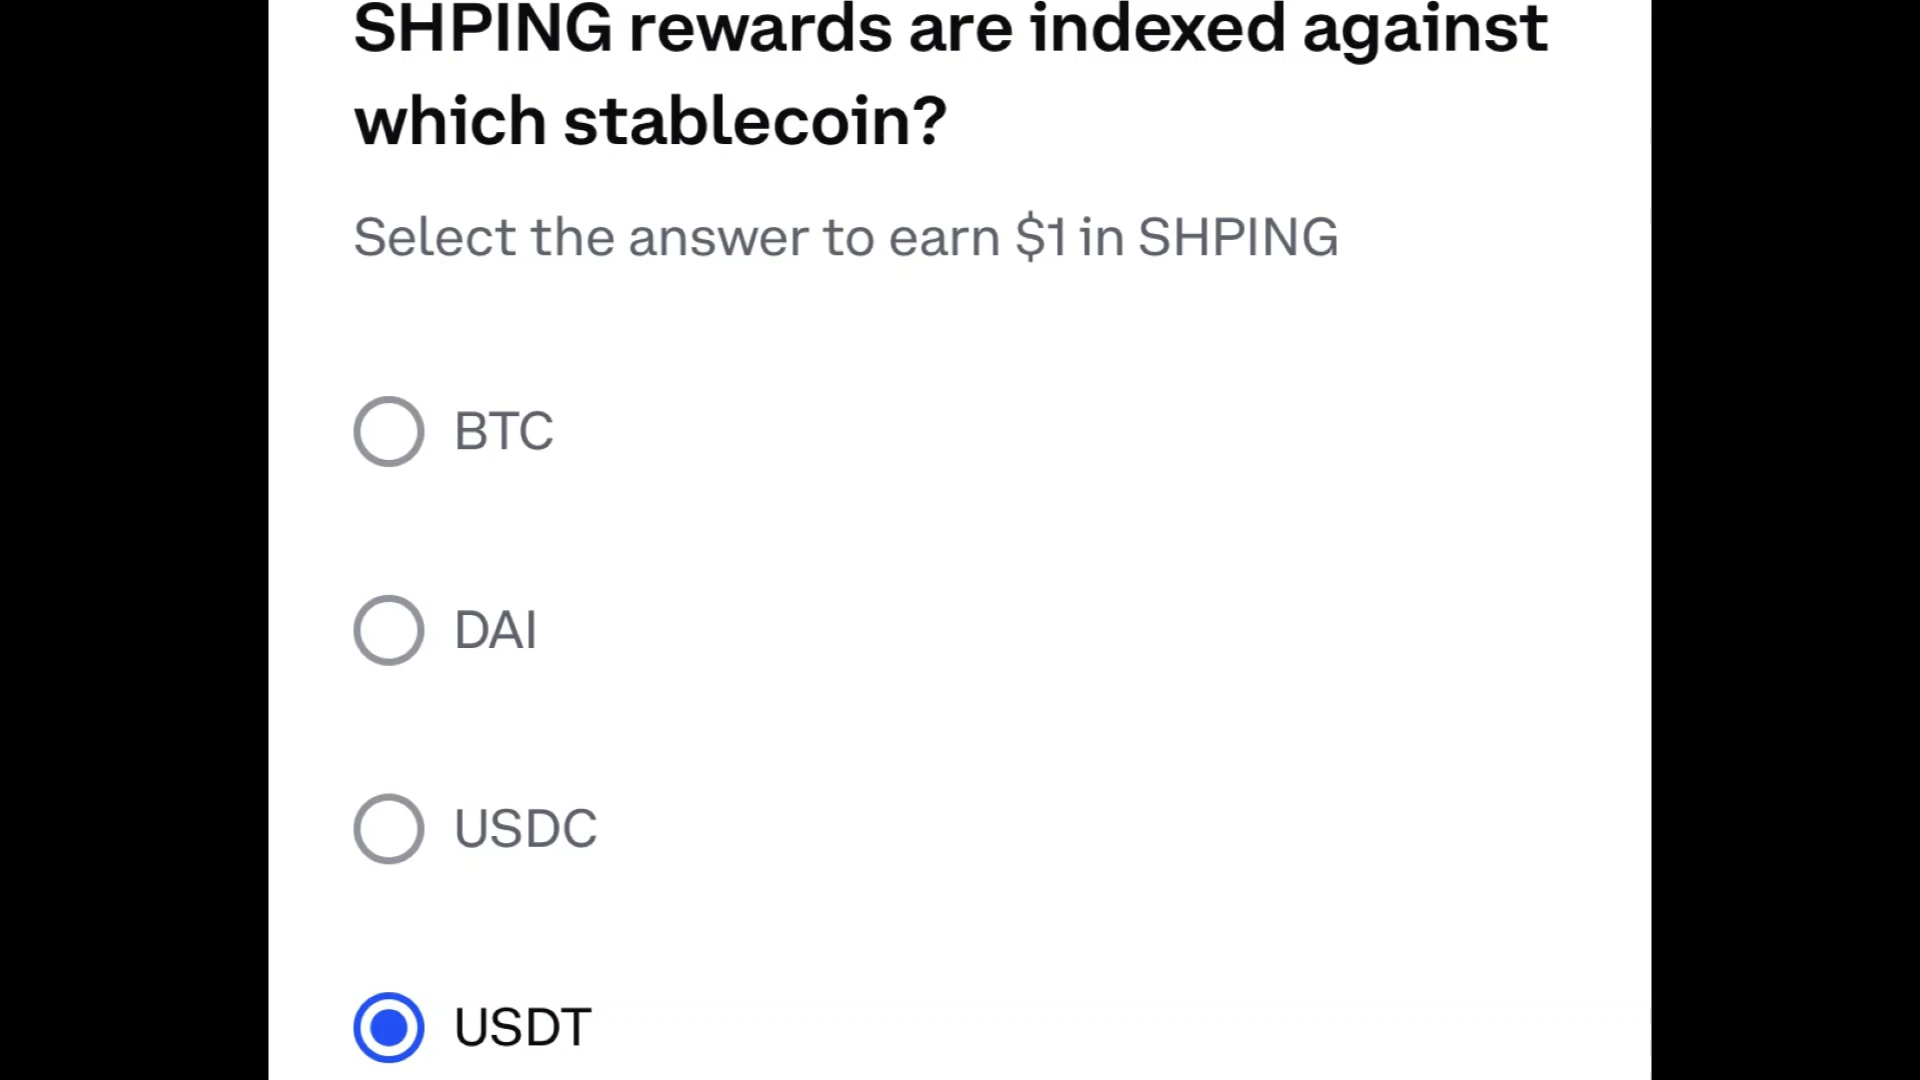 SHPING rewards are indexed against
which stablecoin?
Select the answer to earn $1 in SHPING
BTC
DAI
USDC
USDT